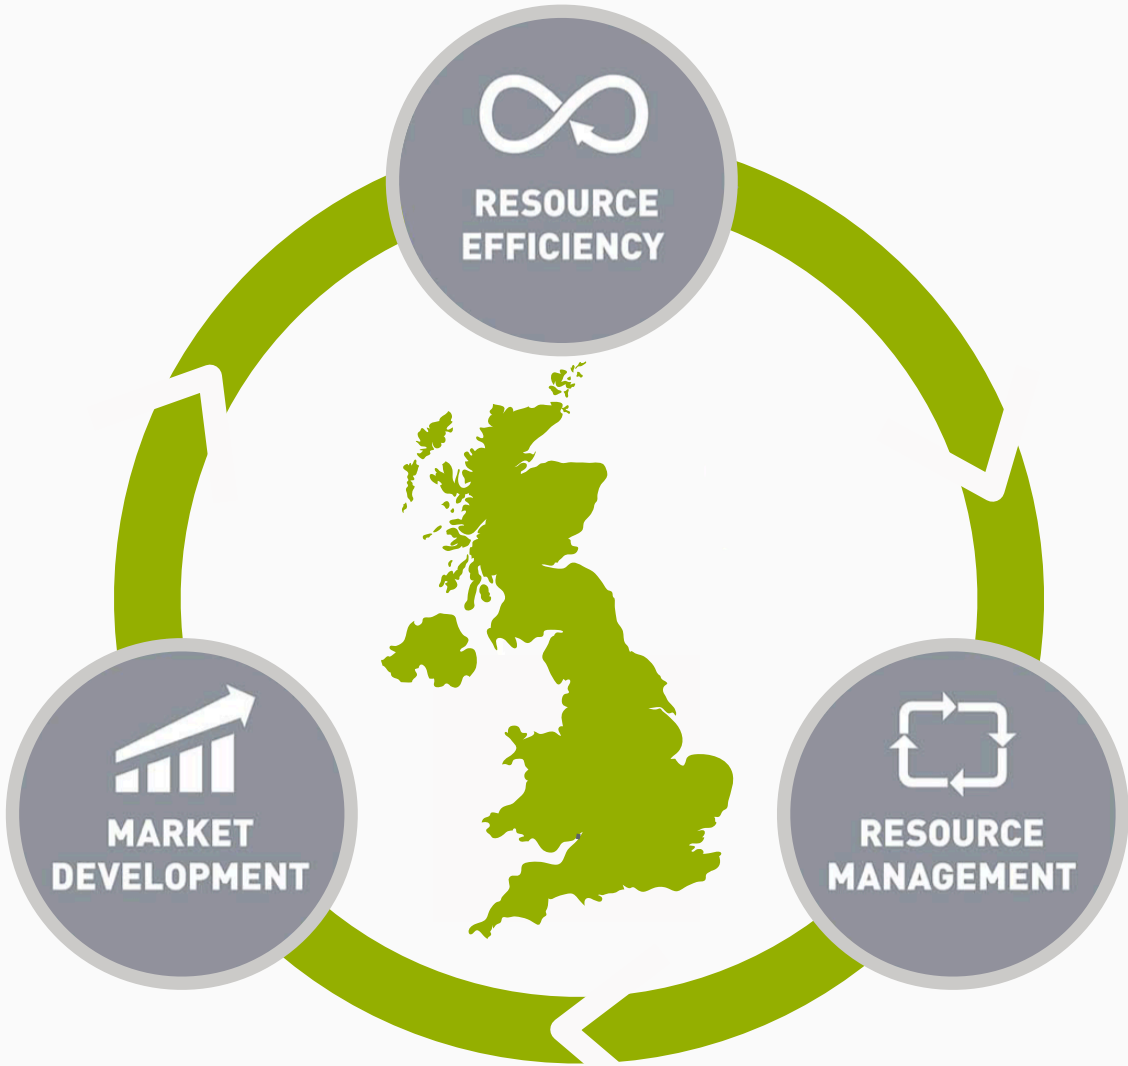 RESOURCE
EFFICIENCY
MARKET
DEVELOPMENT
RESOURCE
MANAGEMENT